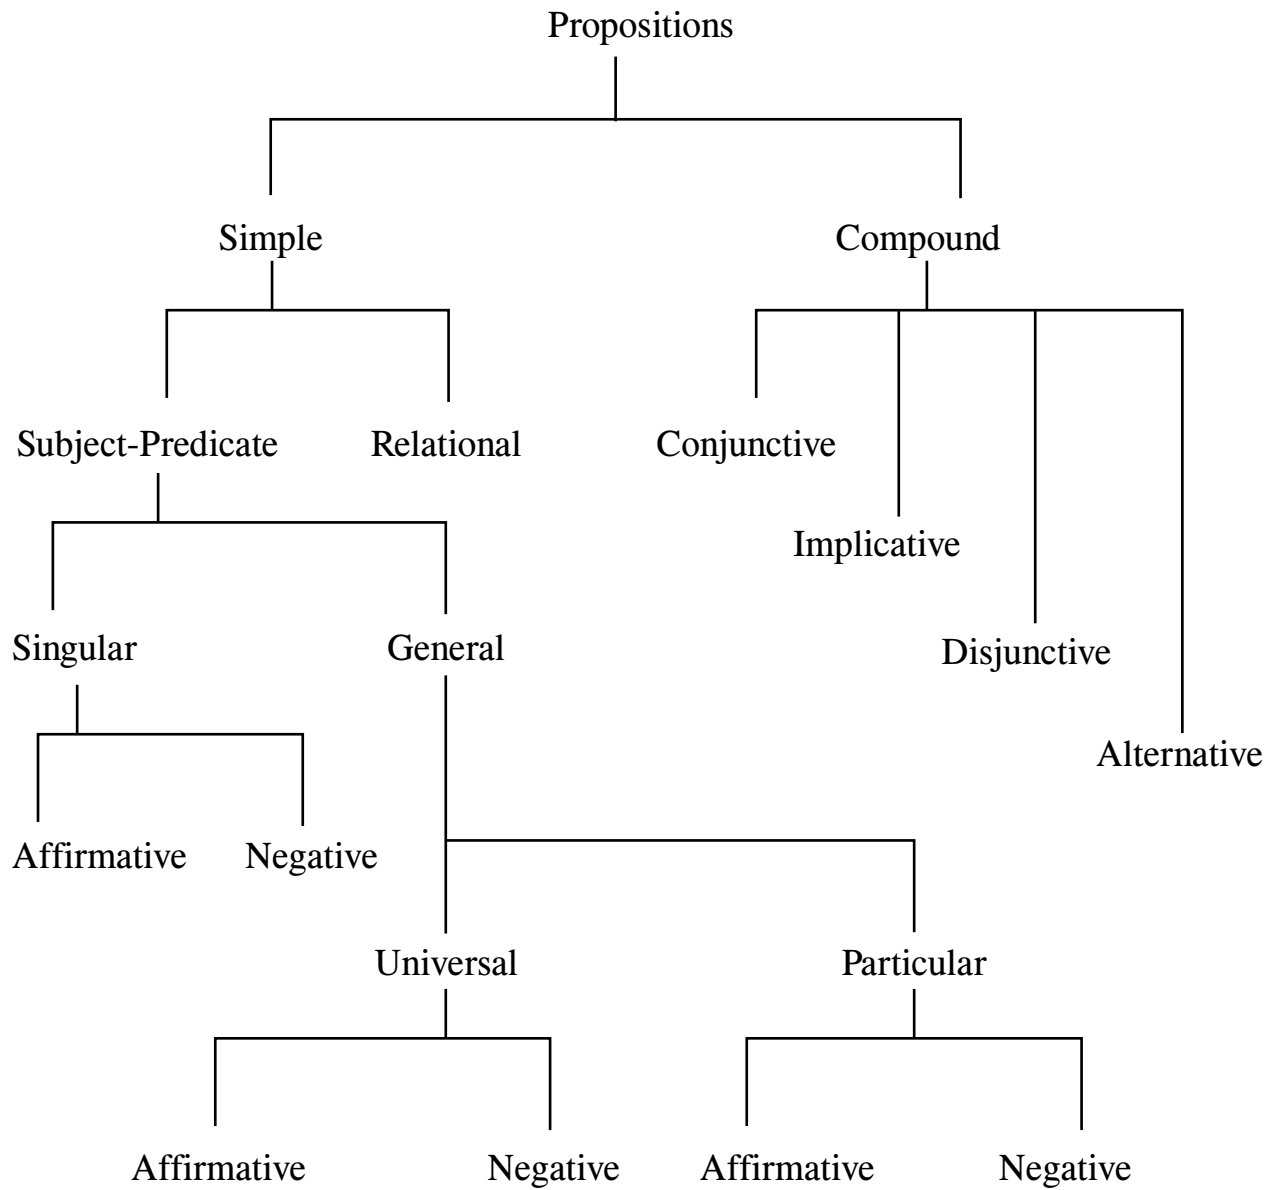 Propositions
Simple Compound
Subject-Predicate Relational Conjunctive
Implicative
Singular General Disjunctive
Alternative
Affirmative Negative
Universal Particular
Affirmative Negative Affirmative Negative